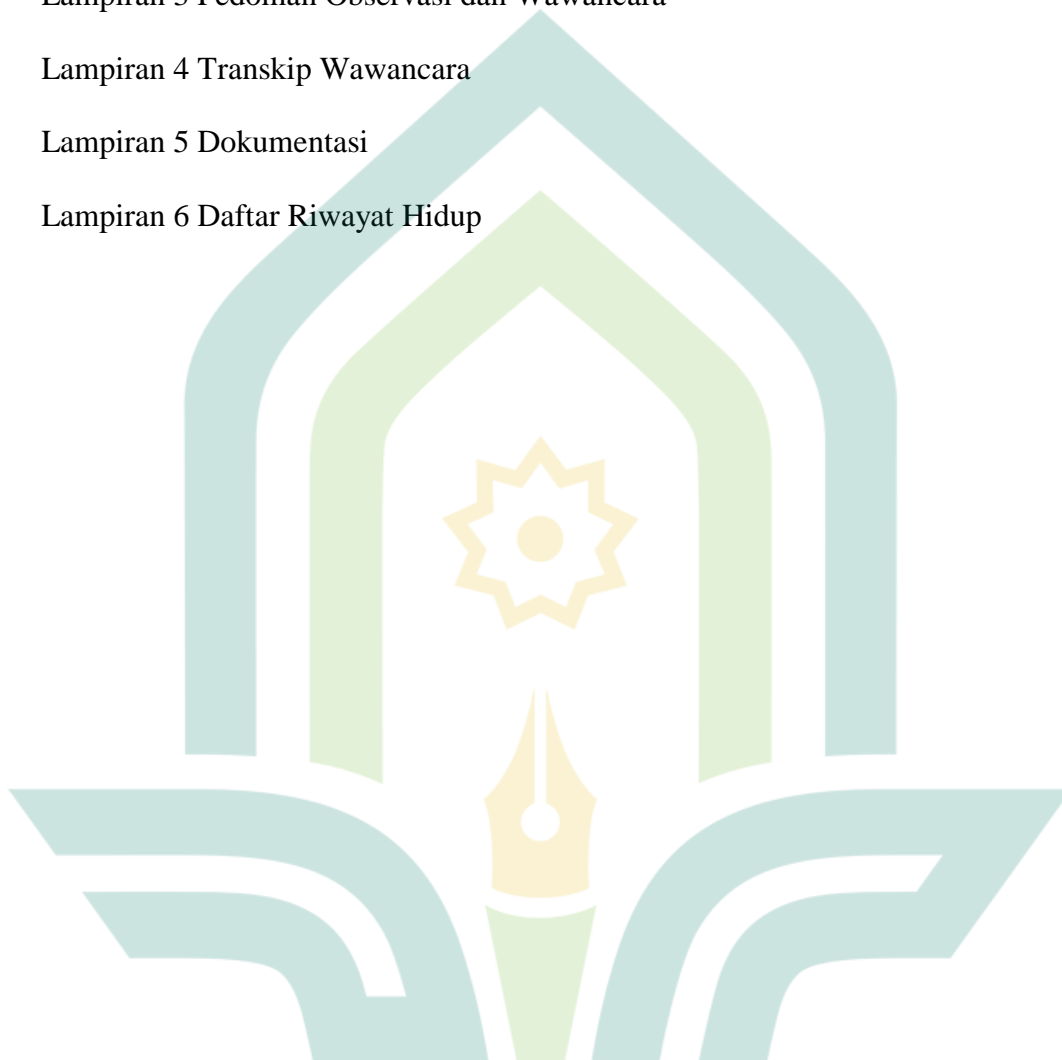 Lampiran 3 Pedoman Observasi dan Wawancara
Lampiran 4 Transkip Wawancara
Lampiran 5 Dokumentasi
Lampiran 6 Daftar Riwayat Hidup